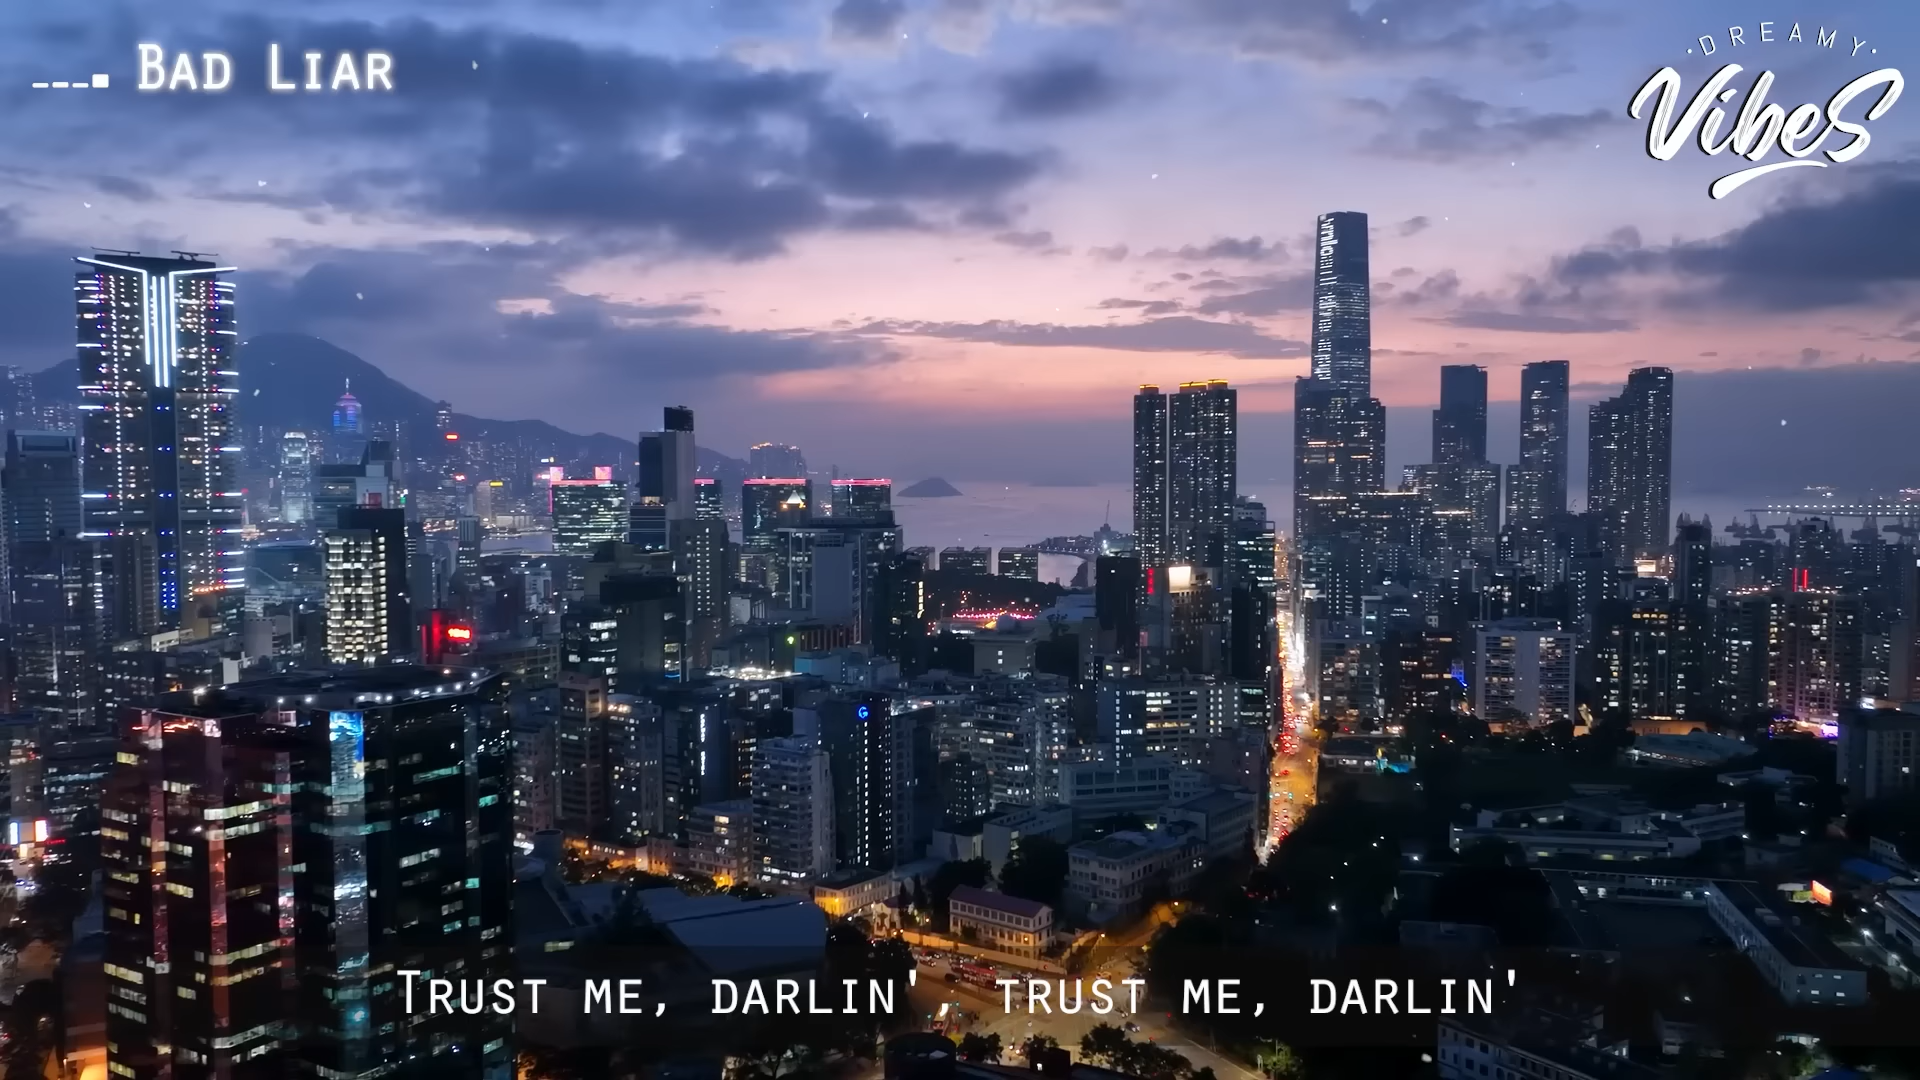 Bad Liar
DREAMY
Vibes
Trust me, darlin', trust me, darlin'
G